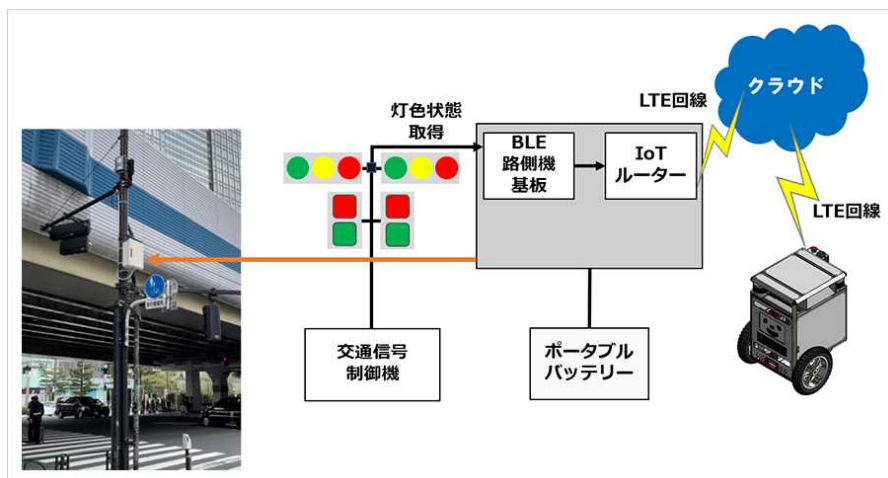 灯色状態
取得
BLE
路側機
基板
IoT
ルーター
LTE回線
クラウド
LTE回線
交通信号
制御機
ポータブル
バッテリー